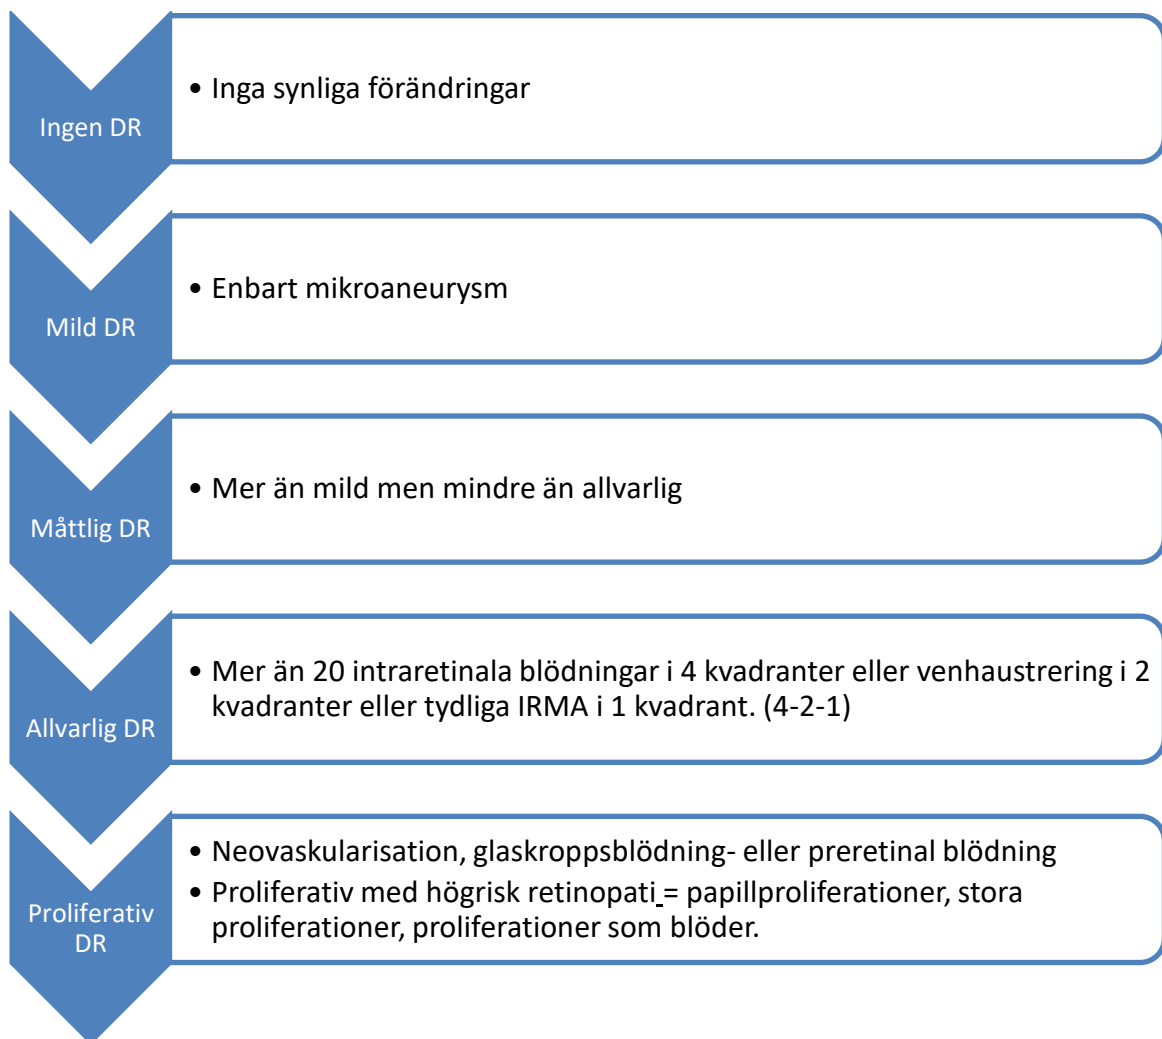 Ingen DR
• Inga synliga förändringar
Mild DR
• Enbart mikroaneurysm
Måttlig DR
• Mer än mild men mindre än allvarlig
Allvarlig DR
• Mer än 20 intraretinala blödningar i 4 kvadranter eller venhaustrering i 2
kvadranter eller tydliga IRMA i 1 kvadrant. (4-2-1)
Proliferativ
DR
• Neovaskularisation, glaskroppsblödning- eller preretinal blödning
• Proliferativ med högrisk retinopati = papillproliferationer, stora
proliferationer, proliferationer som blöder.